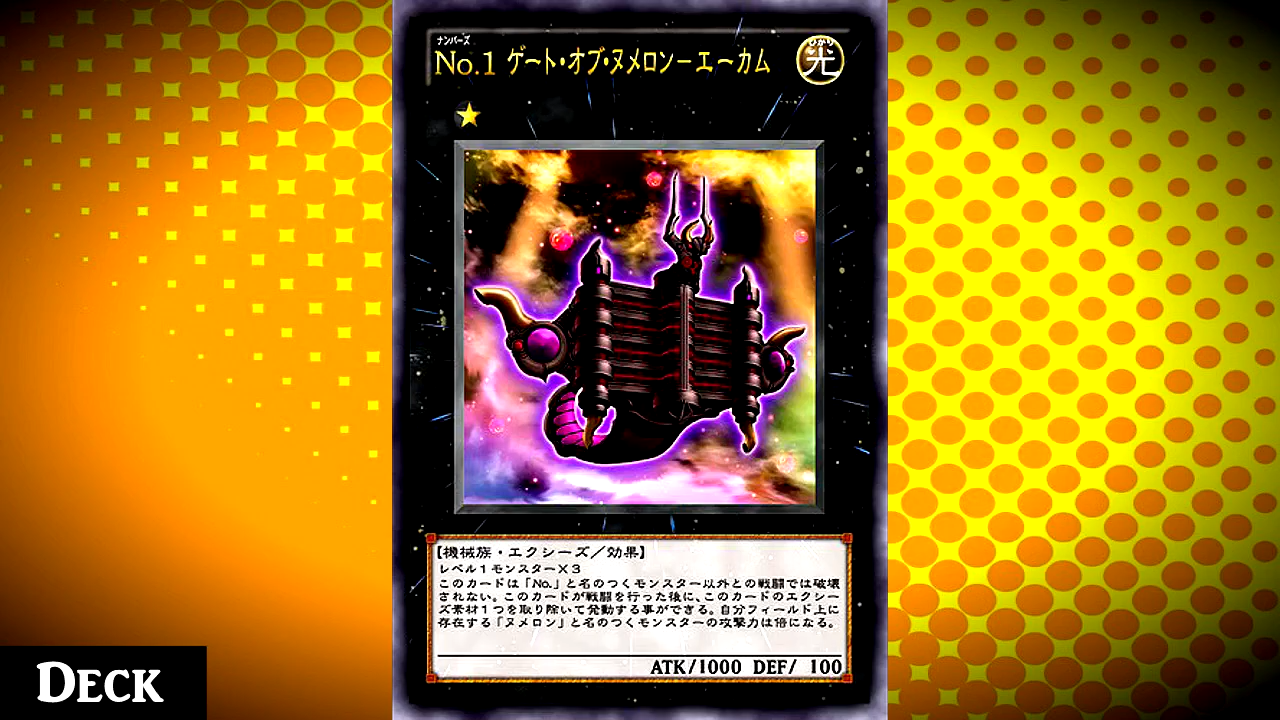 ナンバーズ
No.1 ゲート・オブ・ヌメロンーエーカム
ひかり
光
【機械族・エクシーズ／効果】
レベル１モンスター×３
このカードは「No.」と名のつくモンスター以外との戦闘では破壊
されない。このカードが戦闘を行った後に、このカードのエクシー
ズ素材１つを取り除いて発動する事ができる。自分フィールド上に
存在する「ヌメロン」と名のつくモンスターの攻撃力は倍になる。
ATK/1000 DEF/ 100
DECK